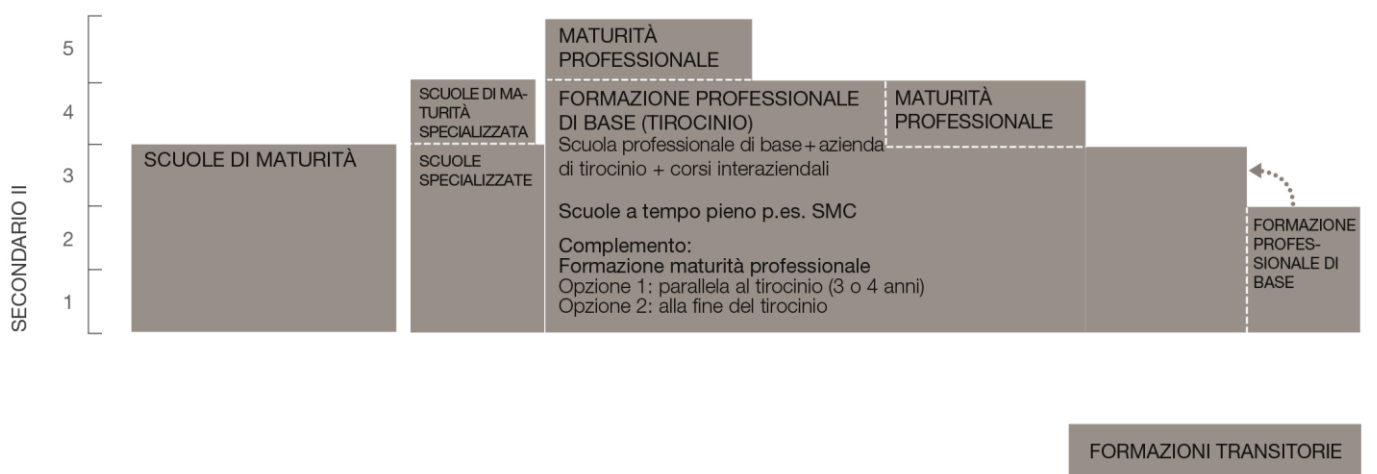 SECONDARIO II
5
4
3
2
1
SCUOLE DI MATURITÀ
SCUOLE DI MA-
TURITÀ
SPECIALIZZATA
SCUOLE
SPECIALIZZATE
MATURITÀ
PROFESSIONALE
FORMAZIONE PROFESSIONALE
DI BASE (TIROCINIO)
Scuola professionale di base + azienda
di tirocinio + corsi interaziendali
Scuole a tempo pieno p.es. SMC
Complemento:
Formazione maturità professionale
Opzione 1: parallela al tirocinio (3 o 4 anni)
Opzione 2: alla fine del tirocinio
MATURITÀ
PROFESSIONALE
FORMAZIONE
PROFES-
SIONALE DI
BASE
FORMAZIONI TRANSITORIE